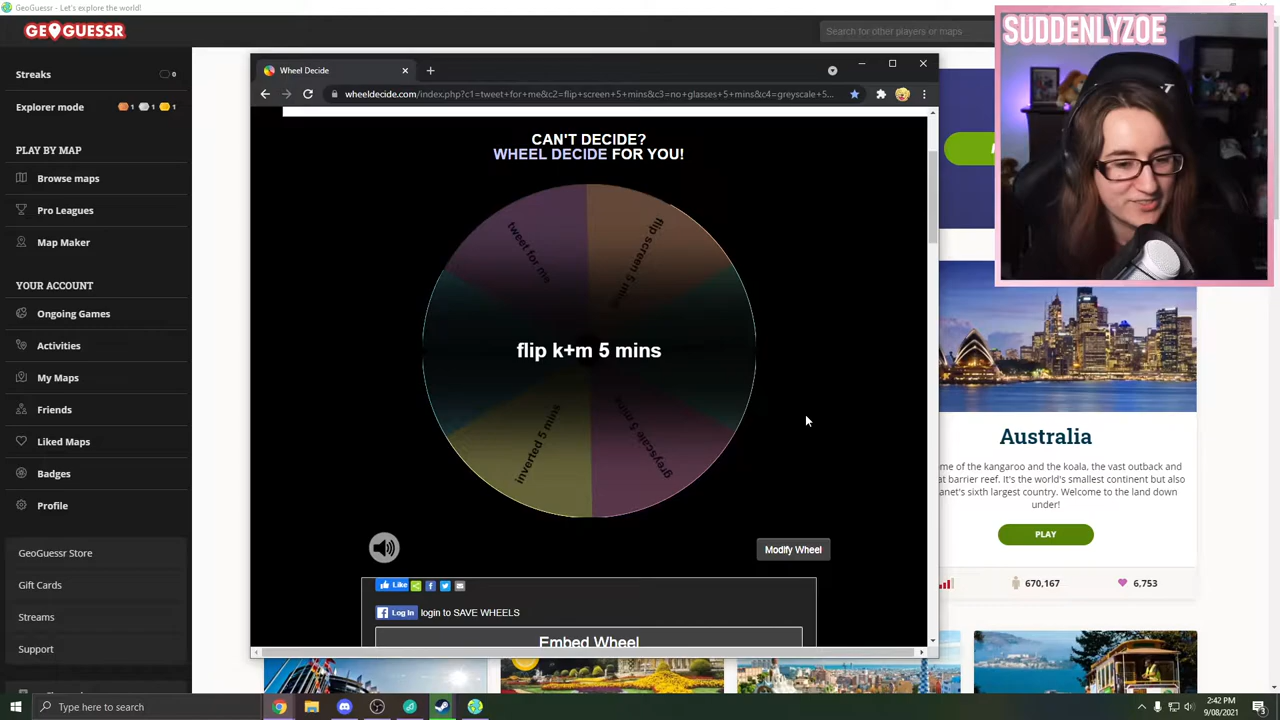 GeoGuessr - Let's explore the world!
GEOGUESSR
Search for other players or maps
SUDDENLYZOE
Streaks
0
Explorer mode
1
1
1
PLAY BY MAP
Browse maps
Pro Leagues
Map Maker
YOUR ACCOUNT
Ongoing Games
Activities
My Maps
Friends
Liked Maps
Badges
Profile
GeoGuessr Store
Gift Cards
Streams
Support
Wheel Decide
wheeldecide.com/index.php?c1=tweet+for+me&c2=flip+screen+5+mins&c3=no+glasses+5+mins&c4=greyscale+5...
CAN'T DECIDE?
WHEEL DECIDE FOR YOU!
tweet for me
flip screen 5 mins
flip k+m 5 mins
inverted 5 mins
greyscale 5 mins
Modify Wheel
Like
Log In login to SAVE WHEELS
Embed Wheel
Australia
me of the kangaroo and the koala, the vast outback and
at barrier reef. It's the world's smallest continent but also
anet's sixth largest country. Welcome to the land down
under!
PLAY
670,167
6,753
Type here to search
2:42 PM
9/08/2021
3